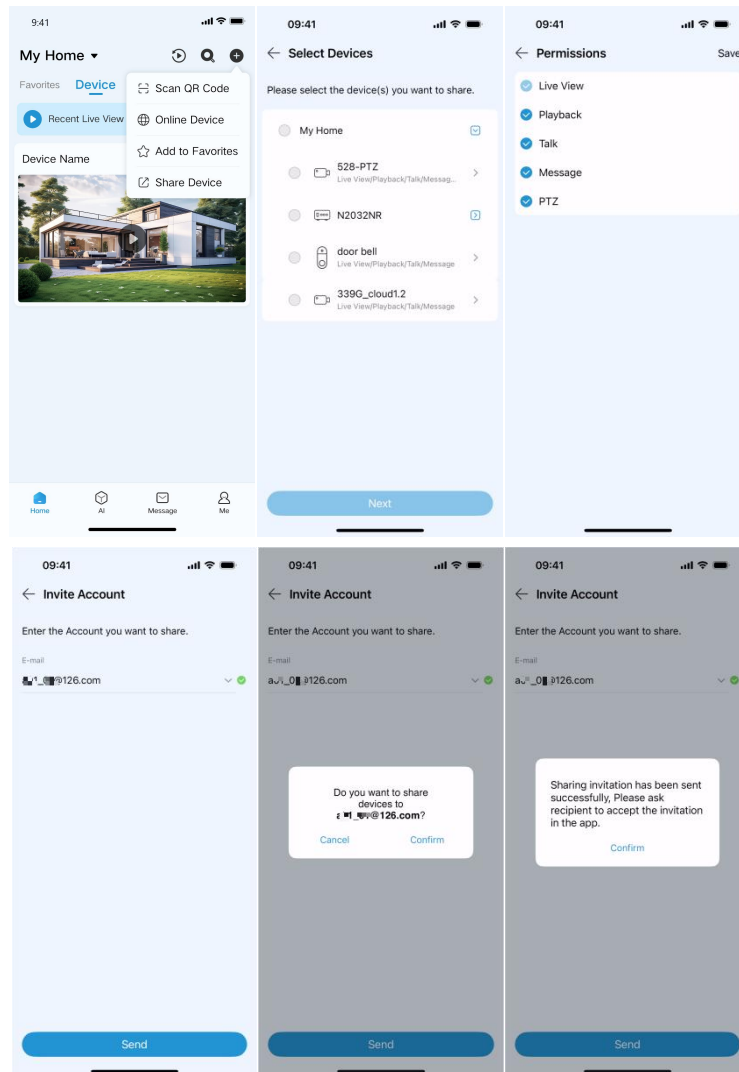 9:41
My Home
Favorites Device
Scan QR Code
Recent Live View
Online Device
Add to Favorites
Device Name
Share Device
Home AI Message Me
09:41
Select Devices
Please select the device(s) you want to share.
My Home
528-PTZ
Live View/Playback/Talk/Messag..
N2032NR
door bell
Live View/Playback/Talk/Message
339G_cloud1.2
Live View/Playback/Talk/Message
Next
09:41
Permissions Save
Live View
Playback
Talk
Message
PTZ
09:41
Invite Account
Enter the Account you want to share.
E-mail
@126.com
Send
09:41
Invite Account
Enter the Account you want to share.
E-mail
126.com
Do you want to share
devices to
@126.com?
Cancel Confirm
Send
09:41
Invite Account
Enter the Account you want to share.
E-mail
126.com
Sharing invitation has been sent
successfully, Please ask
recipient to accept the invitation
in the app.
Confirm
Send